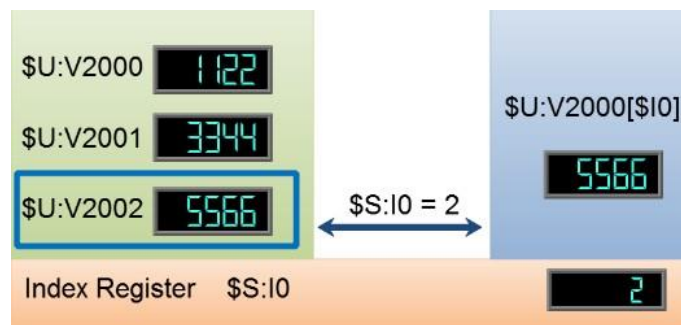 $U:V2000 1122
$U:V2001 3344
$U:V2002 5566
$S:I0 = 2
$U:V2000[$I0]
5566
Index Register $S:I0 2